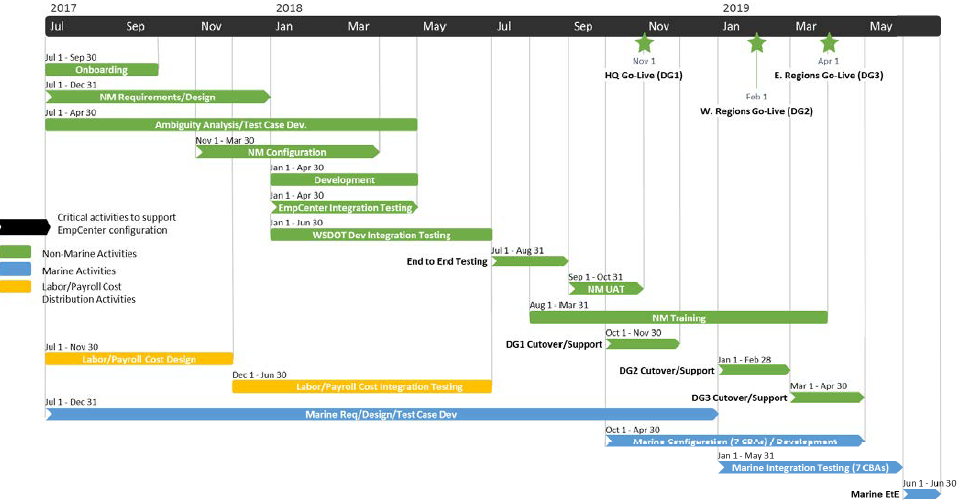 2017 2018 2019
Jul Sep Nov Jan Mar May Jul Sep Nov Jan Mar May
Nov 1
HQ Go-Live (DG1)
Apr 1
E. Regions Go-Live (DG3)
Feb 1
W. Regions Go-Live (DG2)
Jul 1 - Sep 30
Onboarding
Jul 1 - Dec 31
NM Requirements/Design
Jul 1 - Apr 30
Ambiguity Analysis/Test Case Dev.
Nov 1 - Mar 30
NM Configuration
Jan 1 - Apr 30
Development
Jan 1 - Apr 30
EmpCenter Integration Testing
Jan 1 - Jun 30
WSDOT Dev Integration Testing
Critical activities to support
EmpCenter configuration
Non-Marine Activities
Marine Activities
Labor/Payroll Cost
Distribution Activities
Jul 1 - Aug 31
End to End Testing
Sep 1 - Oct 31
NM UAT
Aug 1 - Mar 31
NM Training
Oct 1 - Nov 30
DG1 Cutover/Support
Jan 1 - Feb 28
DG2 Cutover/Support
Mar 1 - Apr 30
DG3 Cutover/Support
Jul 1 - Nov 30
Labor/Payroll Cost Design
Dec 1 - Jun 30
Labor/Payroll Cost Integration Testing
Jul 1 - Dec 31
Marine Req/Design/Test Case Dev
Oct 1 - Apr 30
Marine Configuration (7 CBAs) / Development
Jan 1 - May 31
Marine Integration Testing (7 CBAs)
Jun 1 - Jun 30
Marine EtE